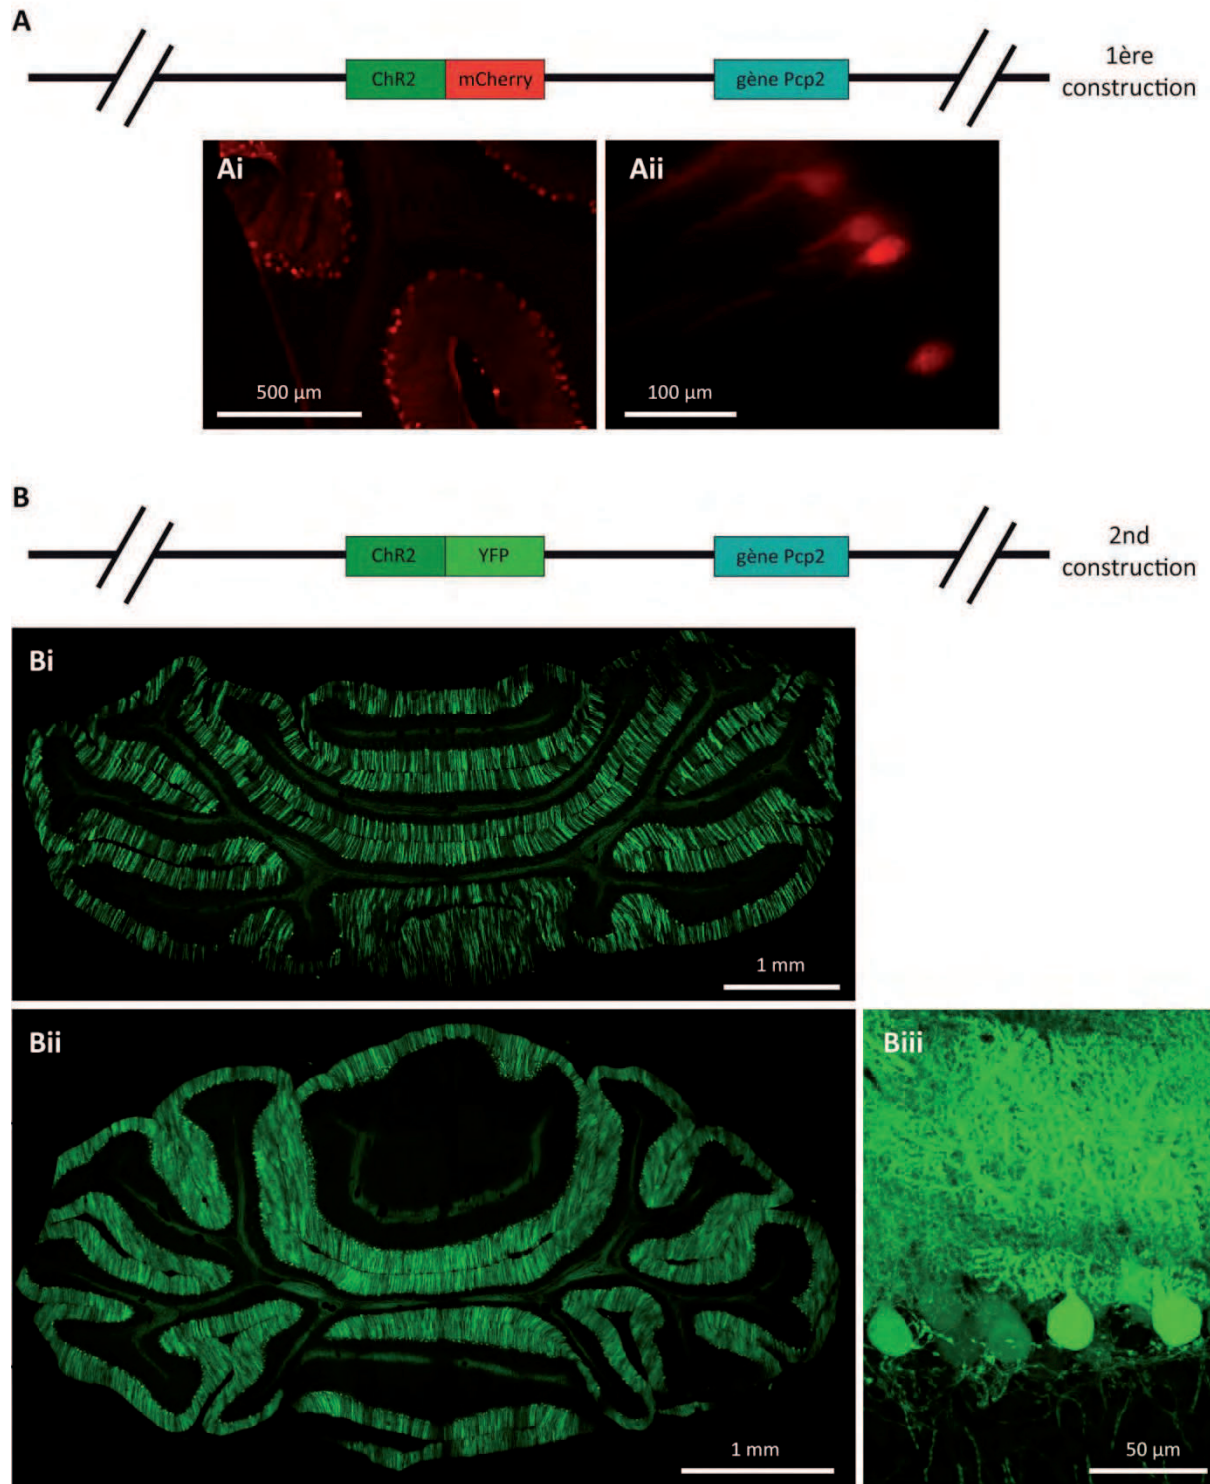 A
ChR2 mCherry gène Pcp2
1ère
construction
Ai
Aii
500 µm
100 µm
B
ChR2 YFP gène Pcp2
2nd
construction
Bi
1 mm
Bii
Biii
1 mm
50 µm